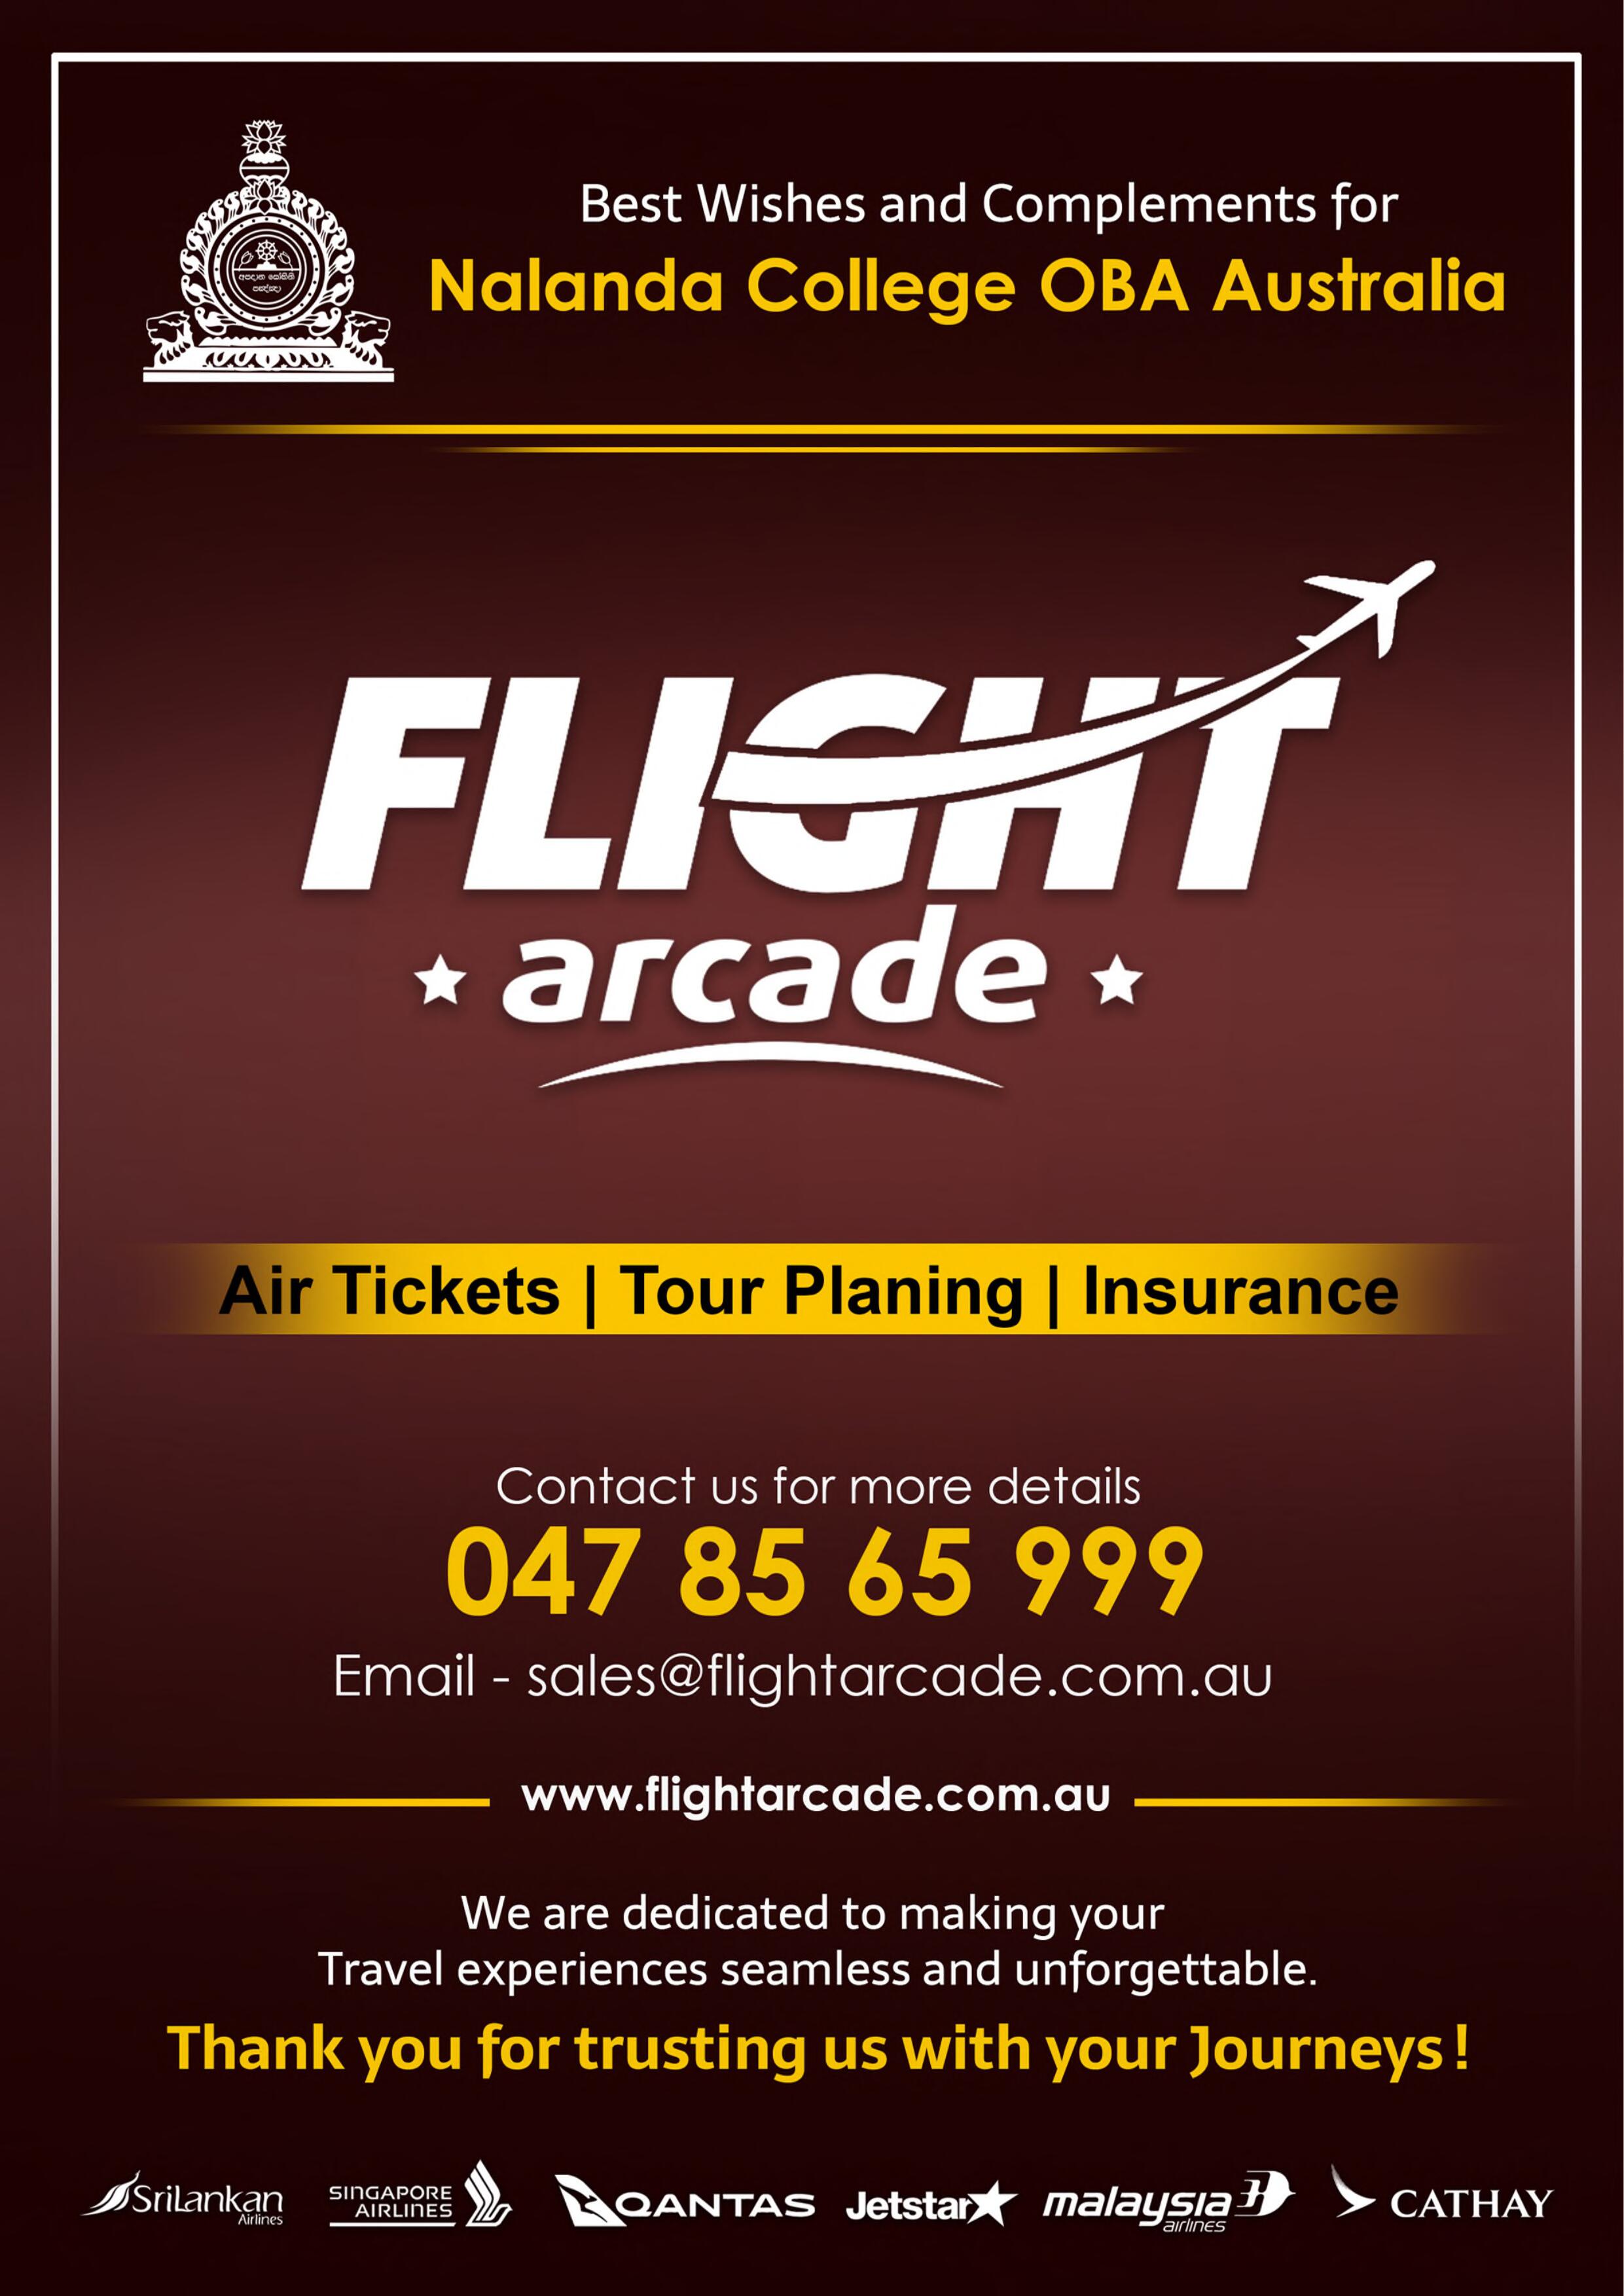 අපදාන සෝභිනී
පඤ්ඤා
Best Wishes and Complements for
Nalanda College OBA Australia
FLIGHT
arcade
Air Tickets | Tour Planing | Insurance
Contact us for more details
047 85 65 999
Email - sales@flightarcade.com.au
www.flightarcade.com.au
We are dedicated to making your
Travel experiences seamless and unforgettable.
Thank you for trusting us with your Journeys !
SriLankan
Airlines
SINGAPORE
AIRLINES
QANTAS
Jetstar
malaysia
airlines
CATHAY